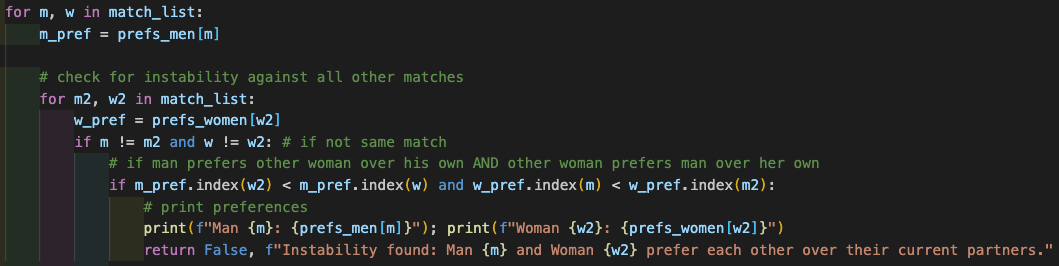 for m, w in match_list:
    m_pref = prefs_men[m]

    # check for instability against all other matches
    for m2, w2 in match_list:
        w_pref = prefs_women[w2]
        if m != m2 and w != w2: # if not same match
            # if man prefers other woman over his own AND other woman prefers man over her own
            if m_pref.index(w2) < m_pref.index(w) and w_pref.index(m) < w_pref.index(m2):
                # print preferences
                print(f"Man {m}: {prefs_men[m]}"); print(f"Woman {w2}: {prefs_women[w2]}")
                return False, f"Instability found: Man {m} and Woman {w2} prefer each other over their current partners."